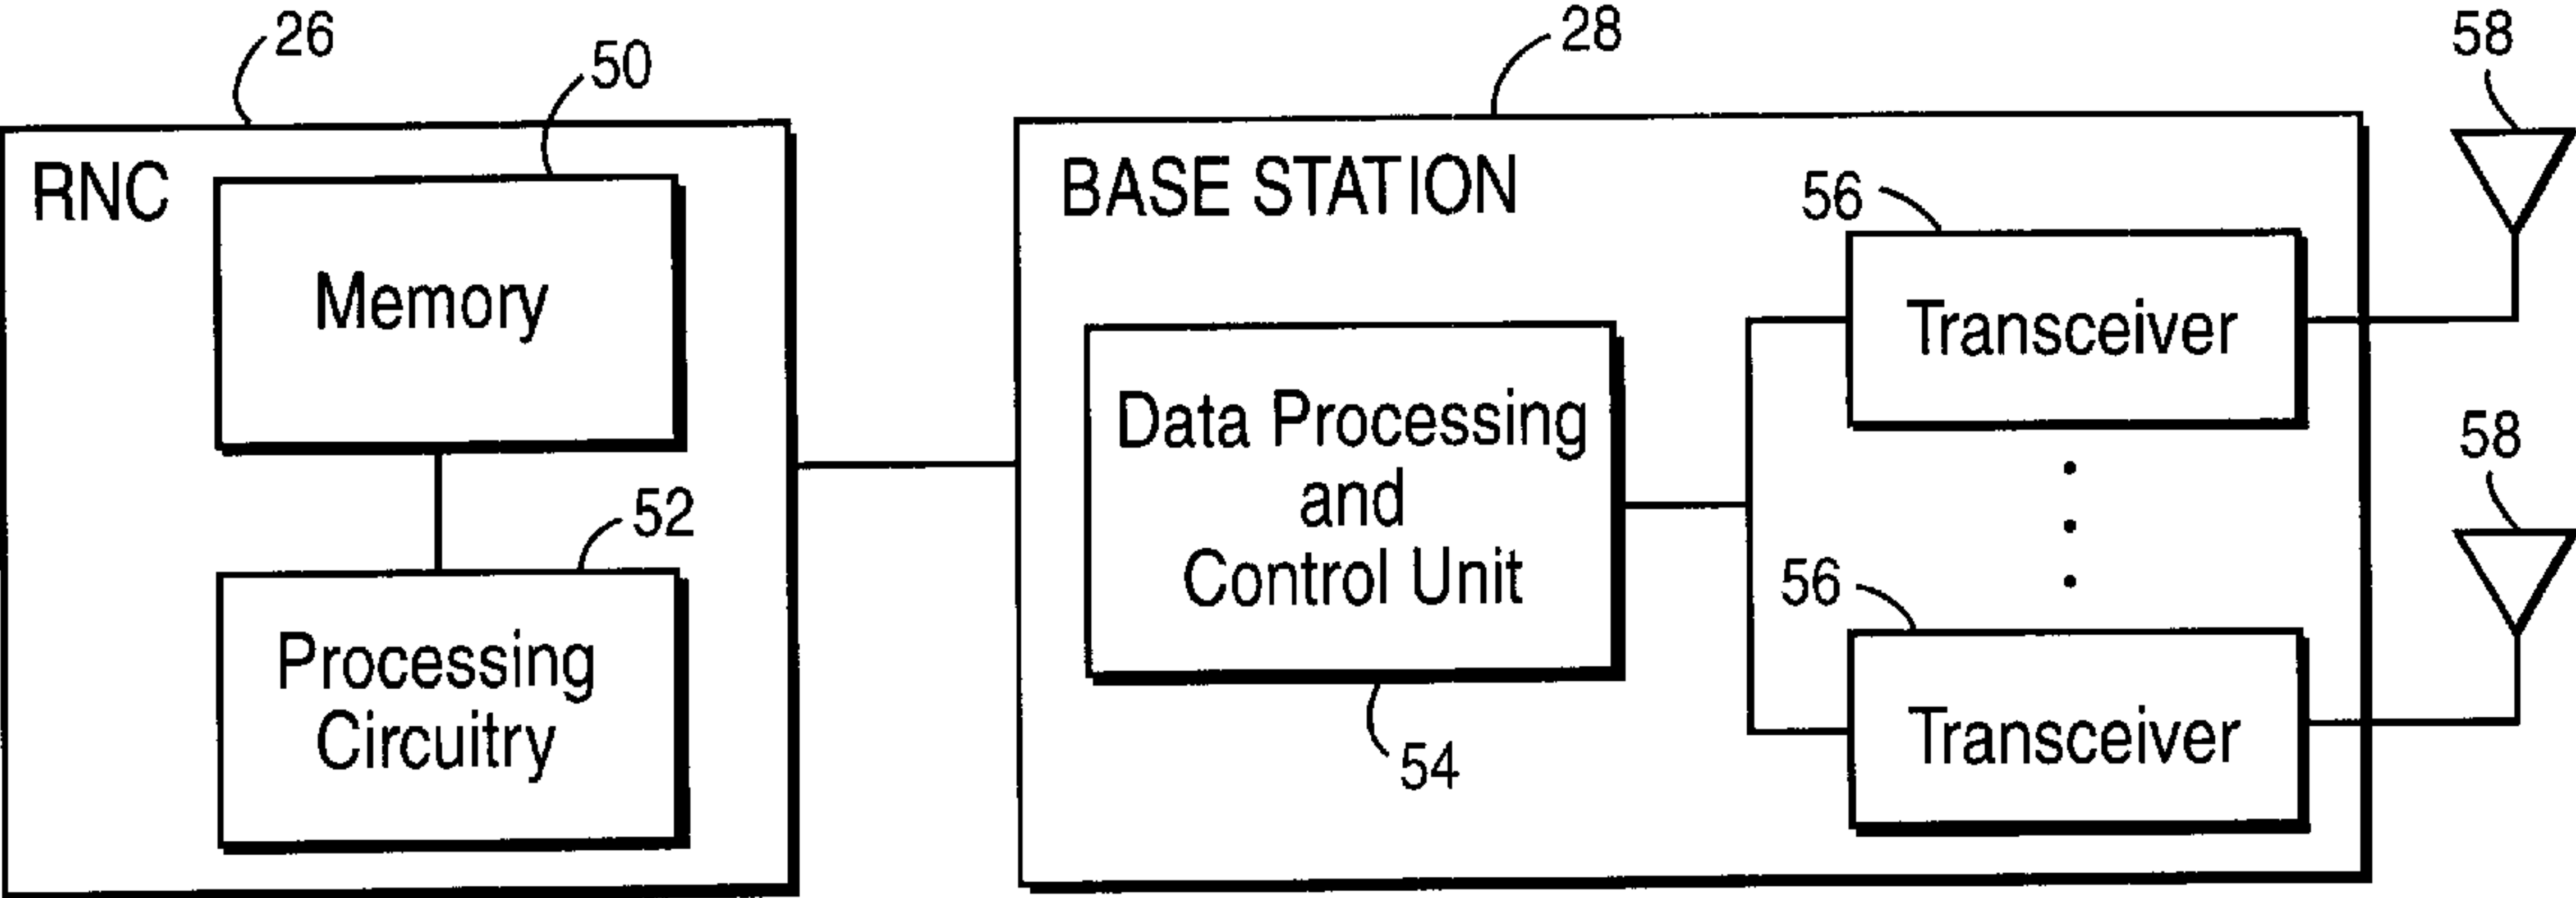 26
50
RNC
Memory
52
Processing
Circuitry
28
BASE STATION
Data Processing
and
Control Unit
54
56
Transceiver
56
Transceiver
58
58